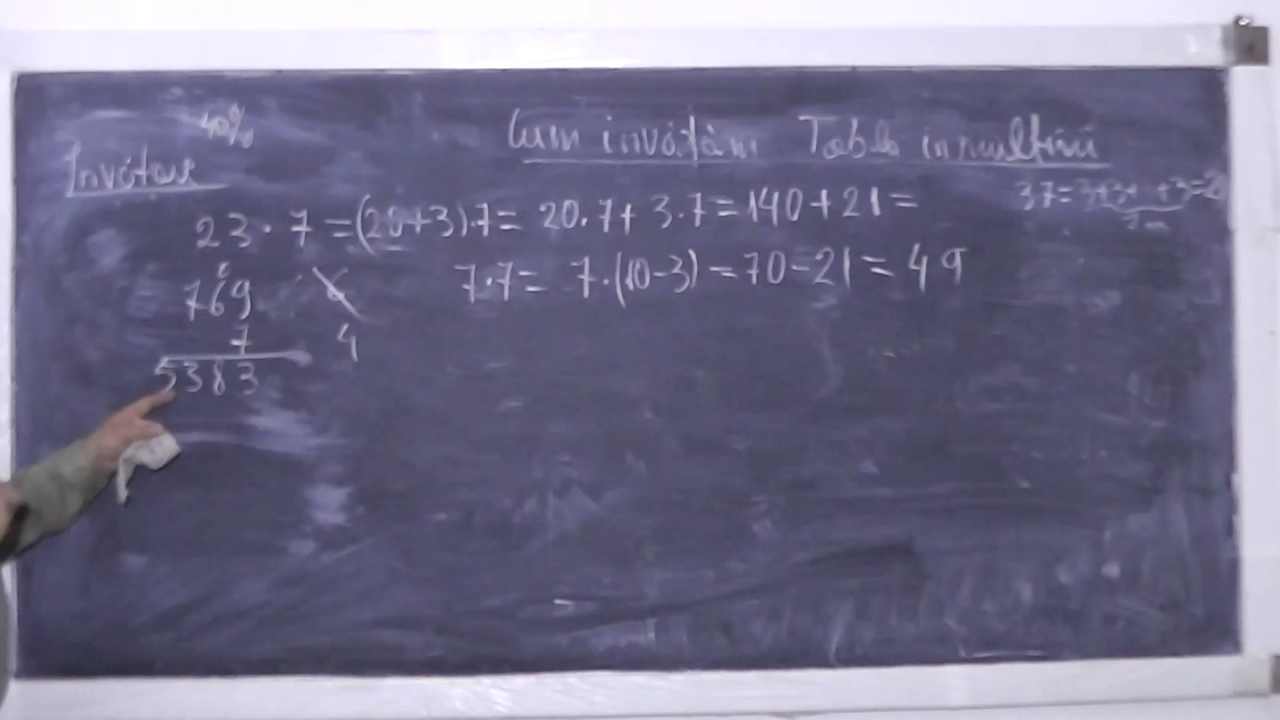 40%
Cum învățăm Tabla înmulțirii
Învățare
23 · 7 = (20+3)·7 = 20·7 + 3·7 = 140 + 21 =
7·7 = 7·(10-3) = 70 - 21 = 49
769
7
4
5383